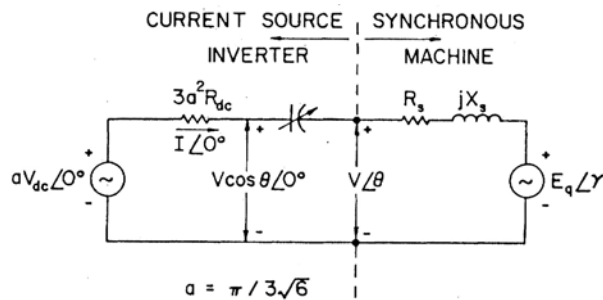 CURRENT SOURCE SYNCHRONOUS
INVERTER MACHINE
3a²R_dc
R_s jX_s
I∠0°
+ + +
+
aV_dc∠0° ~ Vcosθ∠0° V∠θ ~ E_q∠γ
-
-
- -
a = π / 3√6